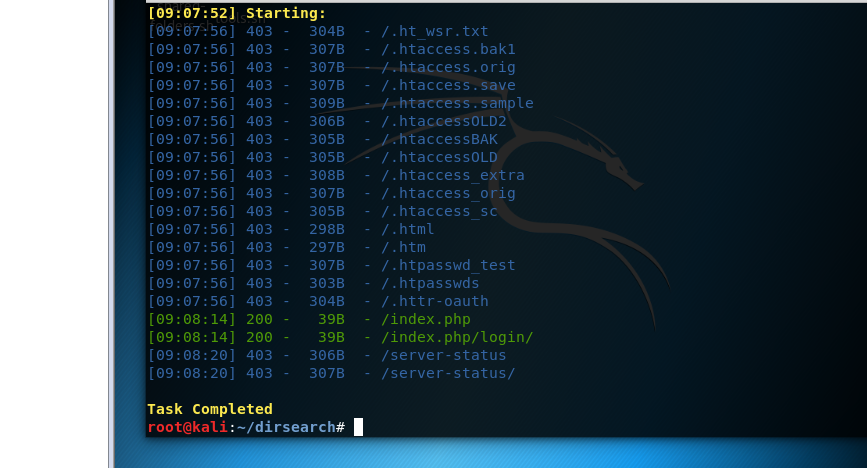 [09:07:52] Starting:
[09:07:56] 403 -  304B  - /.ht_wsr.txt
[09:07:56] 403 -  307B  - /.htaccess.bak1
[09:07:56] 403 -  307B  - /.htaccess.orig
[09:07:56] 403 -  307B  - /.htaccess.save
[09:07:56] 403 -  309B  - /.htaccess.sample
[09:07:56] 403 -  306B  - /.htaccessOLD2
[09:07:56] 403 -  305B  - /.htaccessBAK
[09:07:56] 403 -  305B  - /.htaccessOLD
[09:07:56] 403 -  308B  - /.htaccess_extra
[09:07:56] 403 -  307B  - /.htaccess_orig
[09:07:56] 403 -  305B  - /.htaccess_sc
[09:07:56] 403 -  298B  - /.html
[09:07:56] 403 -  297B  - /.htm
[09:07:56] 403 -  307B  - /.htpasswd_test
[09:07:56] 403 -  303B  - /.htpasswds
[09:07:56] 403 -  304B  - /.httr-oauth
[09:08:14] 200 -   39B  - /index.php
[09:08:14] 200 -   39B  - /index.php/login/
[09:08:20] 403 -  306B  - /server-status
[09:08:20] 403 -  307B  - /server-status/
Task Completed
root@kali:~/dirsearch#